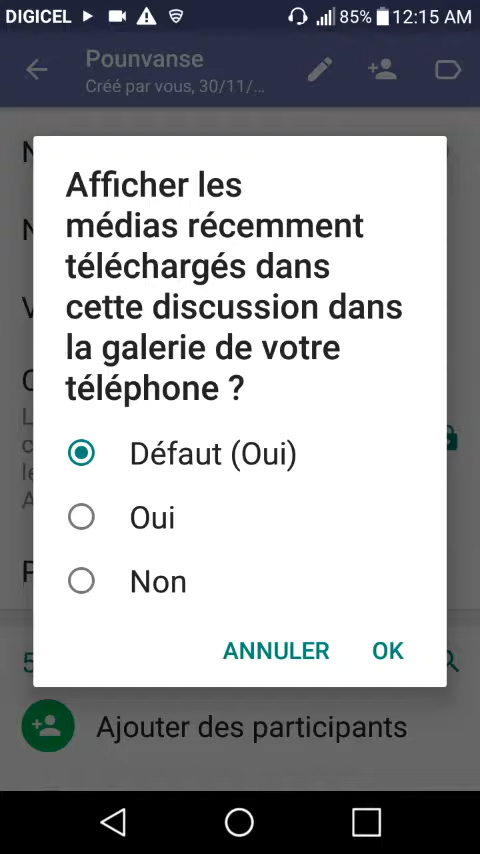 DIGICEL 85% 12:15 AM
Pounvanse
Créé par vous, 30/11/...
Afficher les
médias récemment
téléchargés dans
cette discussion dans
la galerie de votre
téléphone ?
Défaut (Oui)
Oui
Non
ANNULER OK
Ajouter des participants